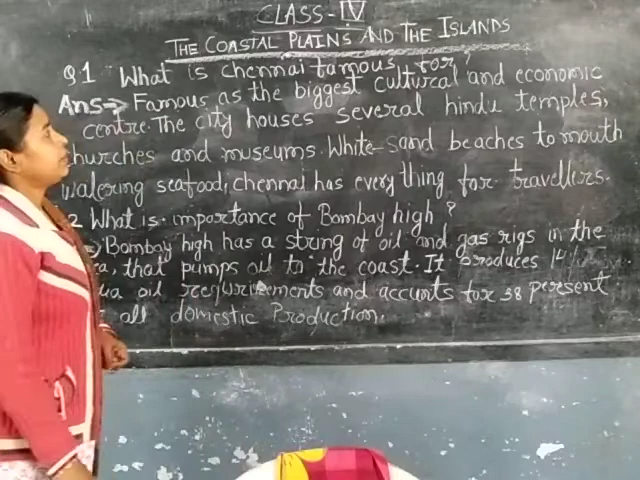 CLASS-IV
THE COASTAL PLAINS AND THE ISLANDS
Q1 What is chennai famous for?
Ans⇒ Famous as the biggest cultural and economic
centre. The city houses several hindu temples,
churches and museums. White-sand beaches to mouth
watering seafood, chennai has every thing for travellers.
2 What is importance of Bombay high?
Bombay high has a string of oil and gas rigs in the
that pumps oil to the coast. It produces 14
oil requirements and accunts for 38 persent
all domestic Production.